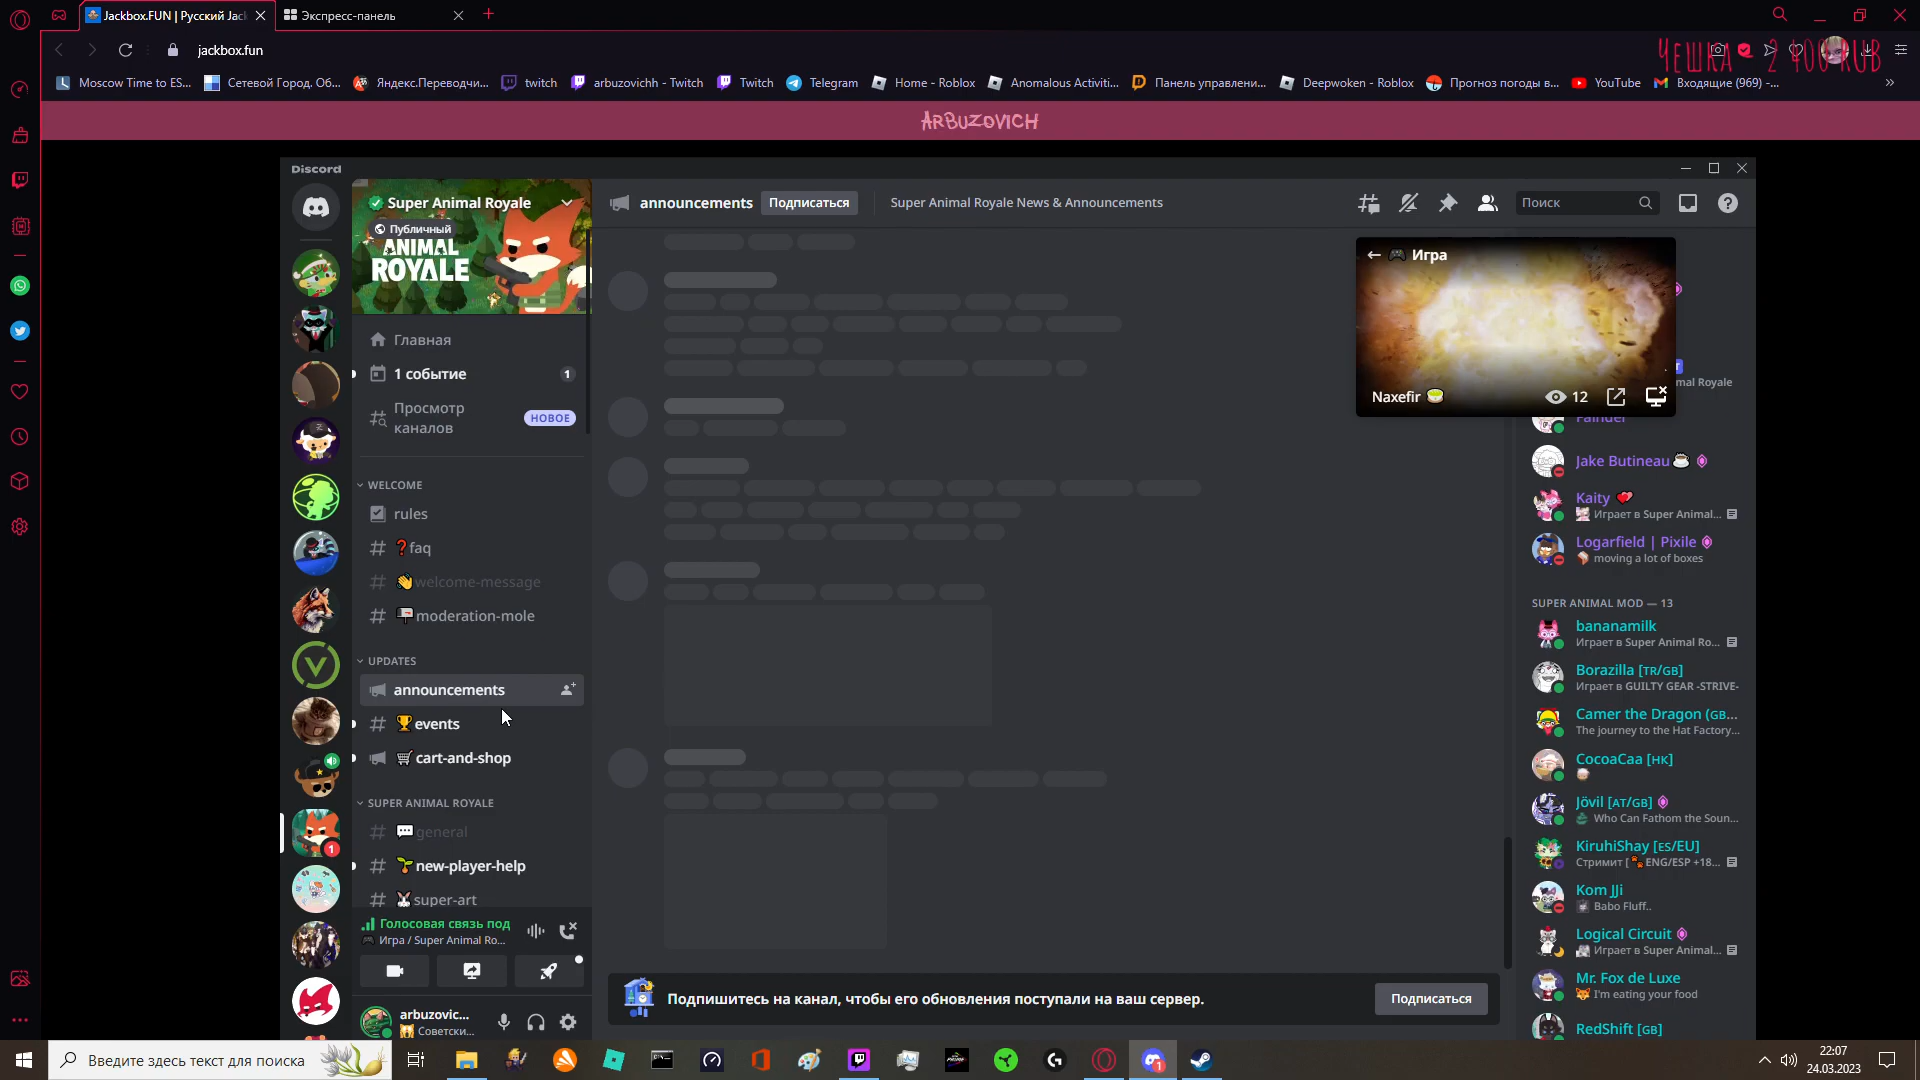 Jackbox.FUN | Русский Jac
Экспресс-панель
jackbox.fun
ЧЕШКА - 2 400 RUB
Moscow Time to ES...
Сетевой Город. Об...
Яндекс.Переводчи...
twitch
arbuzovichh - Twitch
Twitch
Telegram
Home - Roblox
Anomalous Activiti...
Панель управлени...
Deepwoken - Roblox
Прогноз погоды в...
YouTube
Входящие (969) -...
ARBUZOVICH
Discord
Super Animal Royale
Публичный
ANIMAL
ROYALE
announcements
Подписаться
Super Animal Royale News & Announcements
Поиск
Главная
1 событие
1
Просмотр
каналов
НОВОЕ
WELCOME
rules
❓faq
👋welcome-message
moderation-mole
UPDATES
announcements
🏆events
🛒cart-and-shop
SUPER ANIMAL ROYALE
💬general
🌱new-player-help
🐰super-art
Голосовая связь под
🎮 Игра / Super Animal Ro...
arbuzovic...
Советски...
1
🎮 Игра
Naxefir 🍵
12
mal Royale
Jake Butineau ☕
Kaity 💔
Играет в Super Animal...
Logarfield | Pixile
moving a lot of boxes
SUPER ANIMAL MOD — 13
bananamilk
Играет в Super Animal Ro...
Borazilla [TR/GB]
Играет в GUILTY GEAR -STRIVE-
Camer the Dragon (GB...
The journey to the Hat Factory...
CocoaCaa [HK]
Jövil [AT/GB]
Who Can Fathom the Soun...
KiruhiShay [ES/EU]
Стримит [🐾ENG/ESP +18...
Kom JJi
Babo Fluff..
Logical Circuit
Играет в Super Animal...
Mr. Fox de Luxe
🦊 I'm eating your food
RedShift [GB]
Подпишитесь на канал, чтобы его обновления поступали на ваш сервер.
Подписаться
Введите здесь текст для поиска
1
22:07
24.03.2023